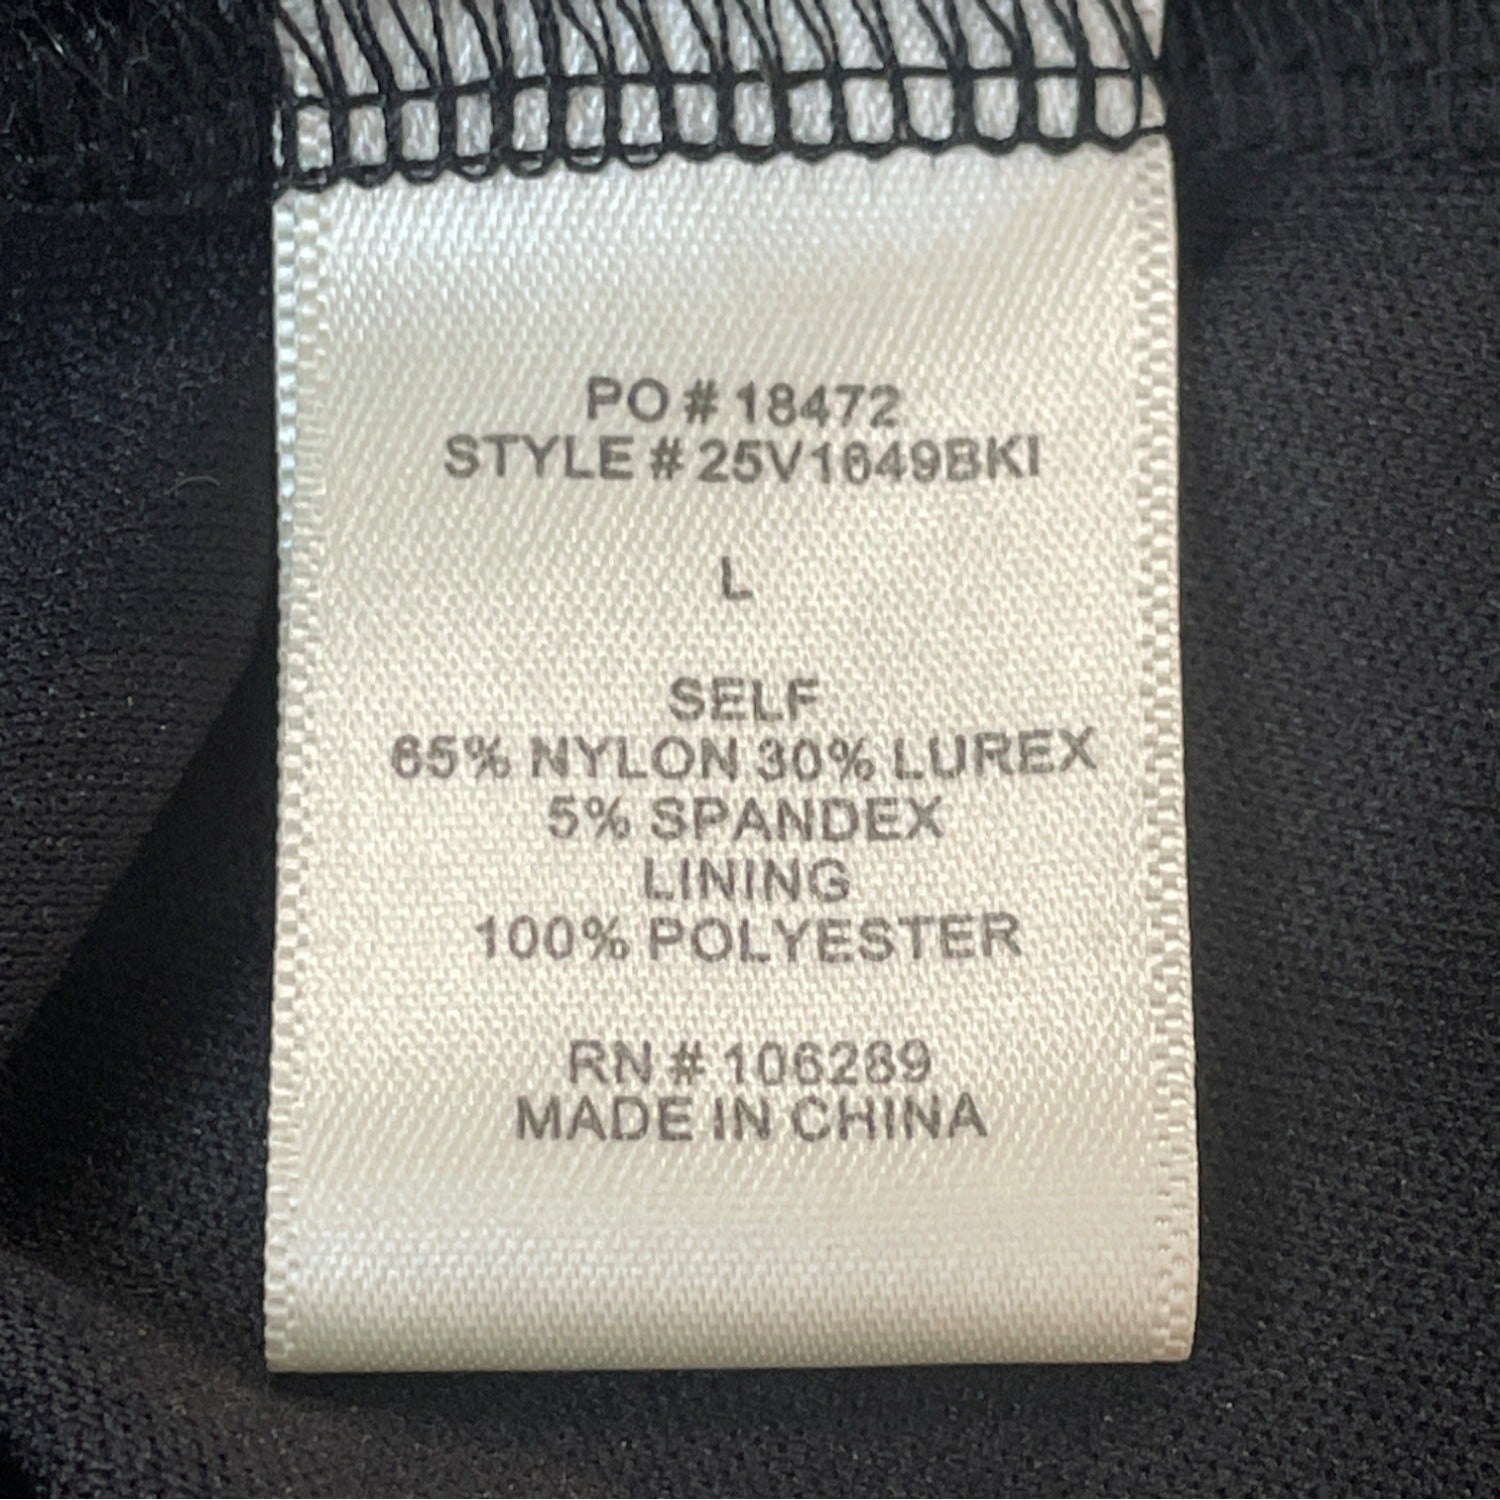 PO # 18472
STYLE # 25V1649BKI
L
SELF
65% NYLON 30% LUREX
5% SPANDEX
LINING
100% POLYESTER
RN # 106289
MADE IN CHINA